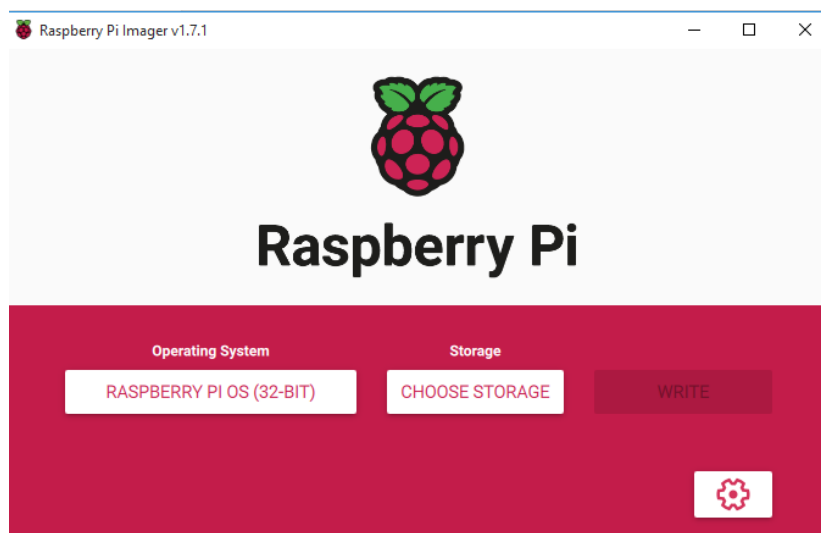 Raspberry Pi Imager v1.7.1
Raspberry Pi
Operating System
Storage
RASPBERRY PI OS (32-BIT)
CHOOSE STORAGE
WRITE